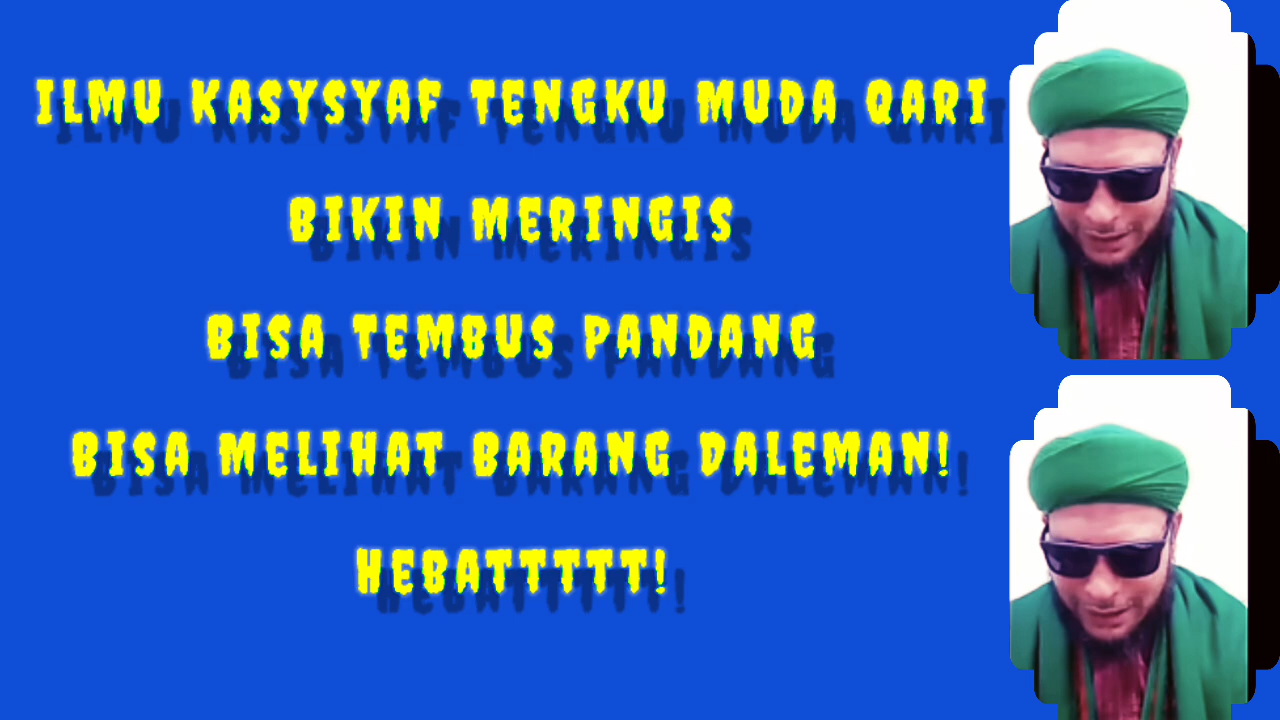 ILMU KASYSYAF TENGKU MUDA QARI
BIKIN MERINGIS
BISA TEMBUS PANDANG
BISA MELIHAT BARANG DALEMAN!
HEBATTTTT!